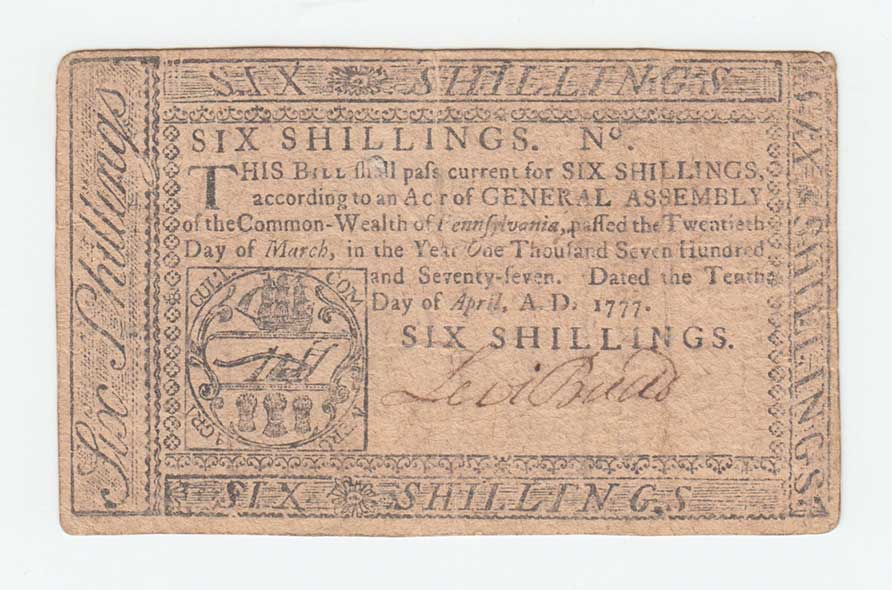 SIX SHILLINGS
Six Shillings
SIX SHILLINGS. Nº.
THIS BILL ſhall paſs current for SIX SHILLINGS,
according to an Act of GENERAL ASSEMBLY
of the Common-Wealth of Pennſylvania, paſſed the Twentieth
Day of March, in the Year One Thouſand Seven Hundred
and Seventy-ſeven. Dated the Tenth
Day of April, A. D. 1777.
SIX SHILLINGS.
Levi Budd
COM
SIX SHILLINGS
SIX SHILLINGS